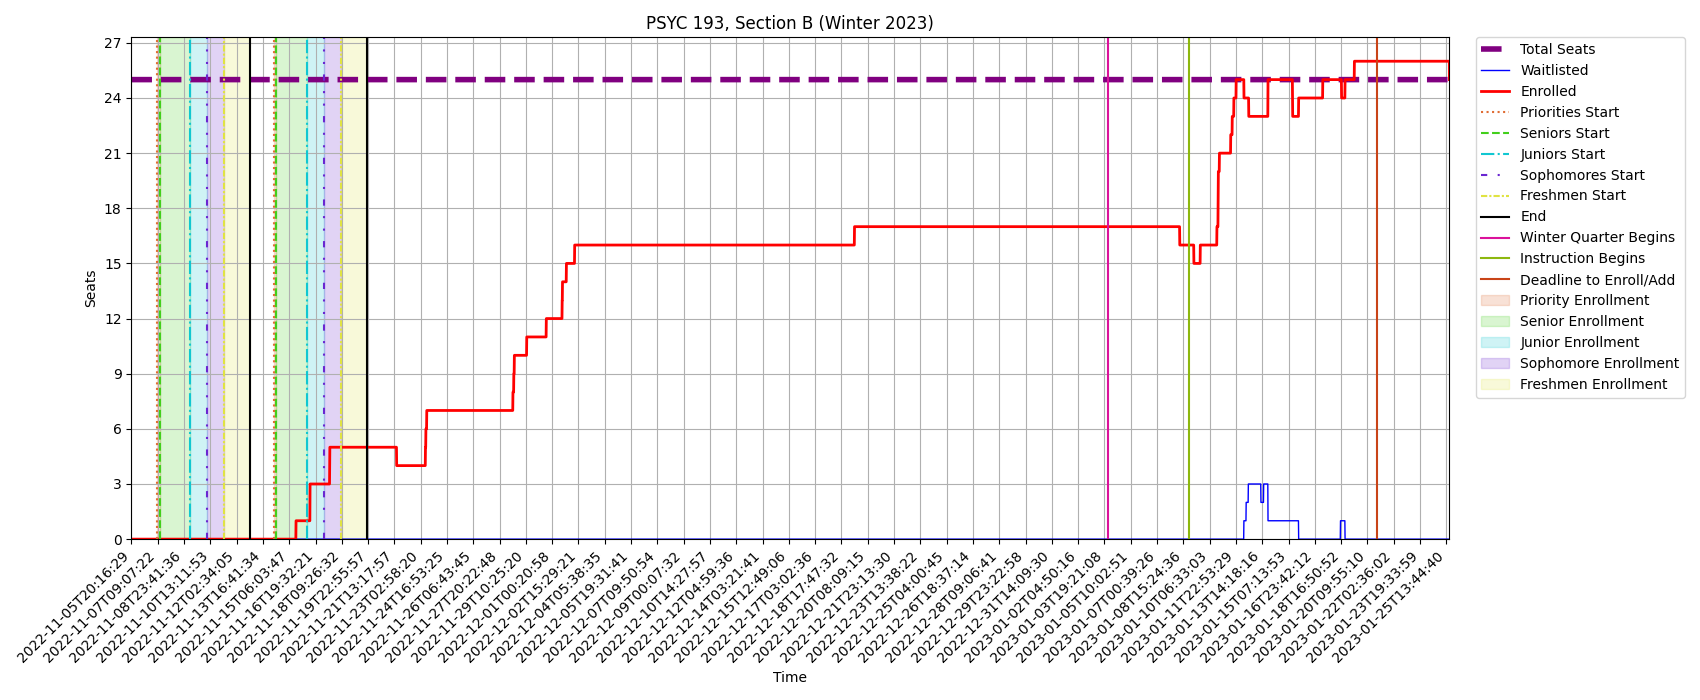 PSYC 193, Section B (Winter 2023)
27
24
21
18
15
12
9
6
3
0
Seats
2022-11-05T20:16:29
2022-11-07T09:07:22
2022-11-08T23:41:36
2022-11-10T13:11:53
2022-11-12T02:34:05
2022-11-13T16:41:34
2022-11-15T06:03:47
2022-11-16T19:32:21
2022-11-18T09:26:32
2022-11-19T22:55:57
2022-11-21T13:17:57
2022-11-23T02:58:20
2022-11-24T16:53:25
2022-11-26T06:43:45
2022-11-27T20:22:48
2022-11-29T10:25:20
2022-12-01T00:20:58
2022-12-02T15:29:21
2022-12-04T05:38:35
2022-12-05T19:31:41
2022-12-07T09:50:54
2022-12-09T00:07:32
2022-12-10T14:27:57
2022-12-12T04:59:36
2022-12-14T03:21:41
2022-12-15T12:49:06
2022-12-17T03:02:36
2022-12-18T17:47:32
2022-12-20T08:09:15
2022-12-21T23:13:30
2022-12-23T13:38:22
2022-12-25T04:00:45
2022-12-26T18:37:14
2022-12-28T09:06:41
2022-12-29T23:22:58
2022-12-31T14:09:30
2023-01-02T04:50:16
2023-01-03T19:21:08
2023-01-05T10:02:51
2023-01-07T00:39:26
2023-01-08T15:24:36
2023-01-10T06:33:03
2023-01-11T22:53:29
2023-01-13T14:18:16
2023-01-15T07:13:53
2023-01-16T23:42:12
2023-01-18T16:50:52
2023-01-20T09:55:10
2023-01-22T02:36:02
2023-01-23T19:33:59
2023-01-25T13:44:40
Time
Total Seats
Waitlisted
Enrolled
Priorities Start
Seniors Start
Juniors Start
Sophomores Start
Freshmen Start
End
Winter Quarter Begins
Instruction Begins
Deadline to Enroll/Add
Priority Enrollment
Senior Enrollment
Junior Enrollment
Sophomore Enrollment
Freshmen Enrollment